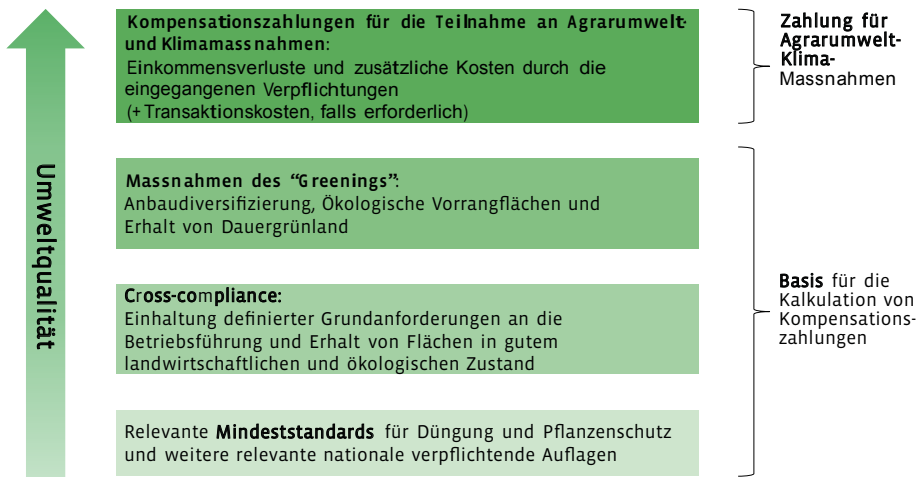 Umweltqualität
Kompensationszahlungen für die Teilnahme an Agrarumwelt-
und Klimamassnahmen:
Einkommensverluste und zusätzliche Kosten durch die
eingegangenen Verpflichtungen
(+ Transaktionskosten, falls erforderlich)
Zahlung für
Agrarumwelt-
Klima-
Massnahmen
Massnahmen des “Greenings”:
Anbaudiversifizierung, Ökologische Vorrangflächen und
Erhalt von Dauergrünland
Cross-compliance:
Einhaltung definierter Grundanforderungen an die
Betriebsführung und Erhalt von Flächen in gutem
landwirtschaftlichen und ökologischen Zustand
Relevante Mindeststandards für Düngung und Pflanzenschutz
und weitere relevante nationale verpflichtende Auflagen
Basis für die
Kalkulation von
Kompensations-
zahlungen